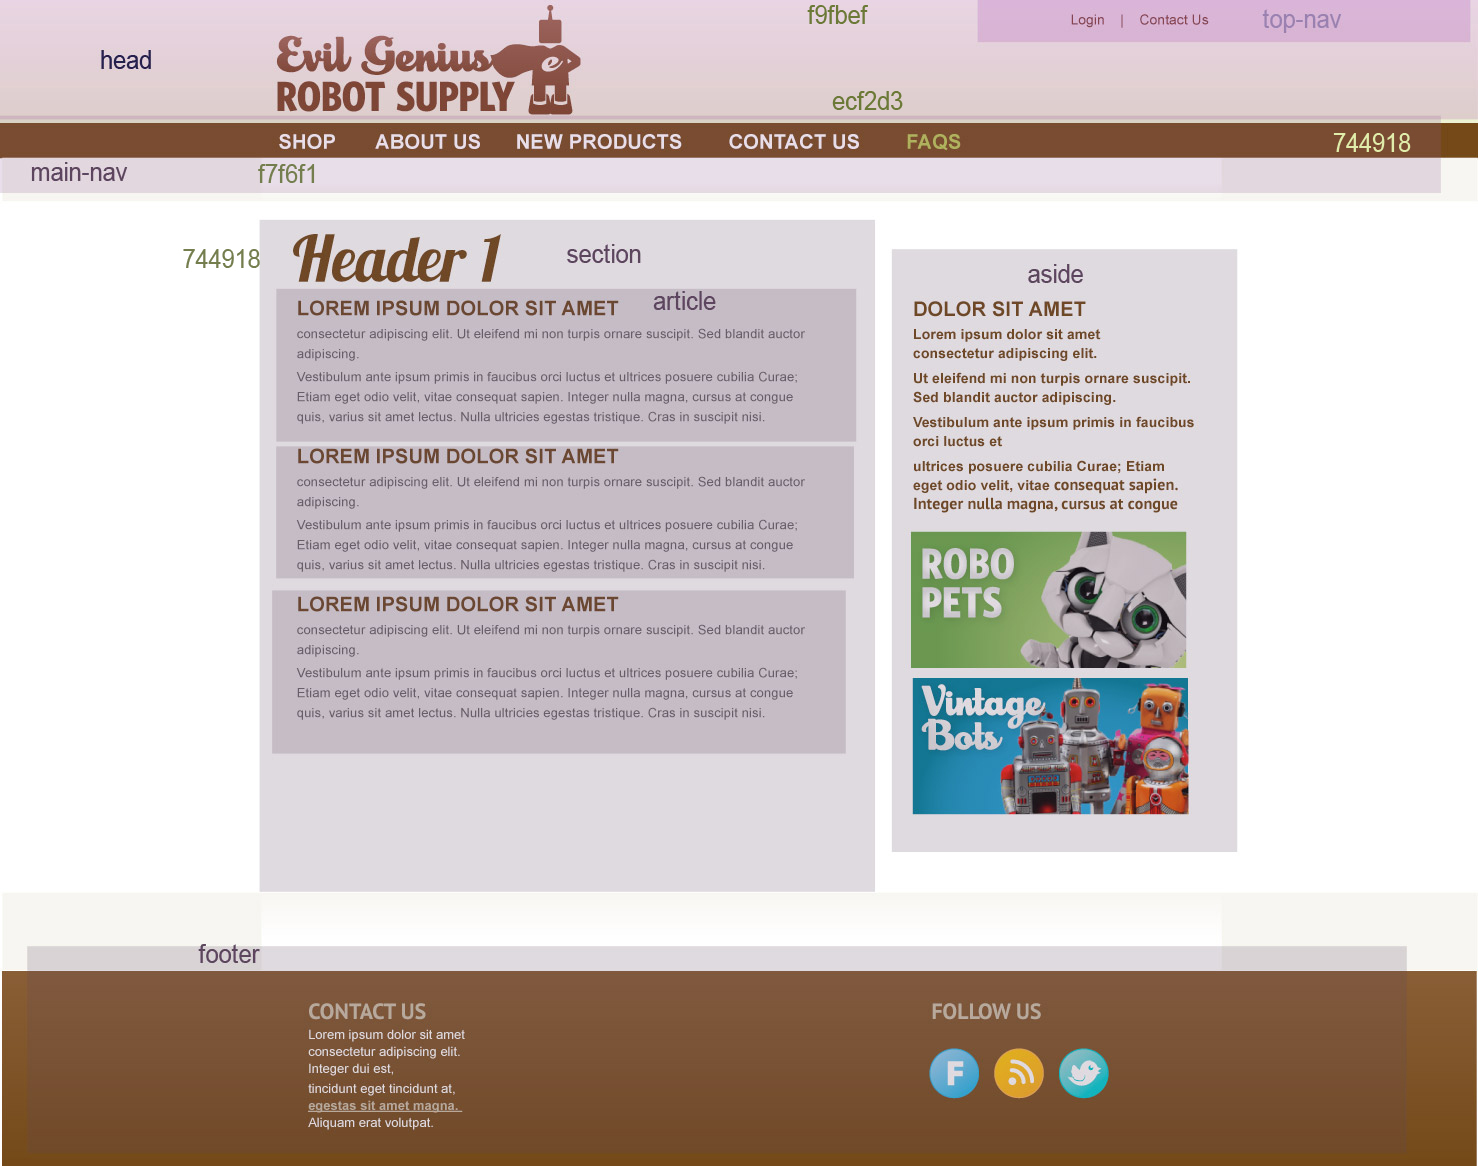 f9fbef
Login | Contact Us
top-nav
head
Evil Genius
e
ROBOT SUPPLY
ecf2d3
SHOP ABOUT US NEW PRODUCTS CONTACT US FAQS
744918
main-nav
f7f6f1
744918
Header 1
section
article
LOREM IPSUM DOLOR SIT AMET
consectetur adipiscing elit. Ut eleifend mi non turpis ornare suscipit. Sed blandit auctor
adipiscing.
Vestibulum ante ipsum primis in faucibus orci luctus et ultrices posuere cubilia Curae;
Etiam eget odio velit, vitae consequat sapien. Integer nulla magna, cursus at congue
quis, varius sit amet lectus. Nulla ultricies egestas tristique. Cras in suscipit nisi.
LOREM IPSUM DOLOR SIT AMET
consectetur adipiscing elit. Ut eleifend mi non turpis ornare suscipit. Sed blandit auctor
adipiscing.
Vestibulum ante ipsum primis in faucibus orci luctus et ultrices posuere cubilia Curae;
Etiam eget odio velit, vitae consequat sapien. Integer nulla magna, cursus at congue
quis, varius sit amet lectus. Nulla ultricies egestas tristique. Cras in suscipit nisi.
LOREM IPSUM DOLOR SIT AMET
consectetur adipiscing elit. Ut eleifend mi non turpis ornare suscipit. Sed blandit auctor
adipiscing.
Vestibulum ante ipsum primis in faucibus orci luctus et ultrices posuere cubilia Curae;
Etiam eget odio velit, vitae consequat sapien. Integer nulla magna, cursus at congue
quis, varius sit amet lectus. Nulla ultricies egestas tristique. Cras in suscipit nisi.
aside
DOLOR SIT AMET
Lorem ipsum dolor sit amet
consectetur adipiscing elit.
Ut eleifend mi non turpis ornare suscipit.
Sed blandit auctor adipiscing.
Vestibulum ante ipsum primis in faucibus
orci luctus et
ultrices posuere cubilia Curae; Etiam
eget odio velit, vitae consequat sapien.
Integer nulla magna, cursus at congue
ROBO
PETS
Vintage
Bots
footer
CONTACT US
Lorem ipsum dolor sit amet
consectetur adipiscing elit.
Integer dui est,
tincidunt eget tincidunt at,
egestas sit amet magna.
Aliquam erat volutpat.
FOLLOW US
F